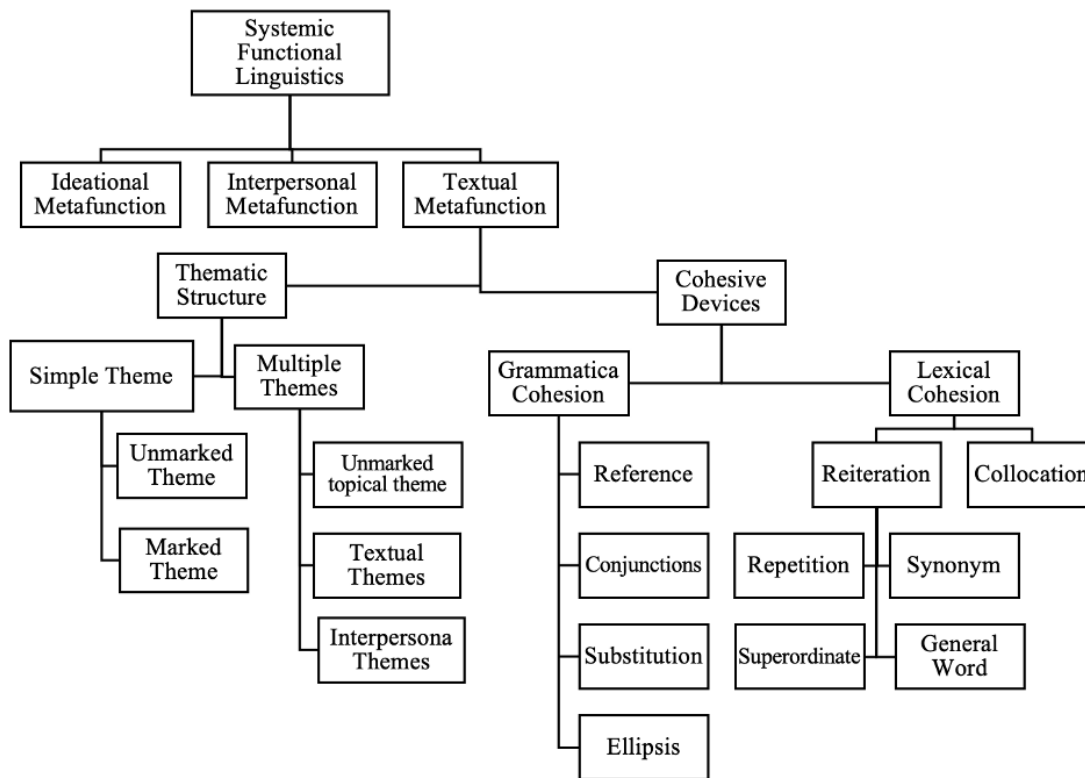 Systemic
Functional
Linguistics
Ideational
Metafunction
Interpersonal
Metafunction
Textual
Metafunction
Thematic
Structure
Cohesive
Devices
Simple Theme
Multiple
Themes
Grammatica
Cohesion
Lexical
Cohesion
Unmarked
Theme
Unmarked
topical theme
Reference
Reiteration
Collocation
Marked
Theme
Textual
Themes
Conjunctions
Repetition
Synonym
Interpersona
Themes
Substitution
Superordinate
General
Word
Ellipsis